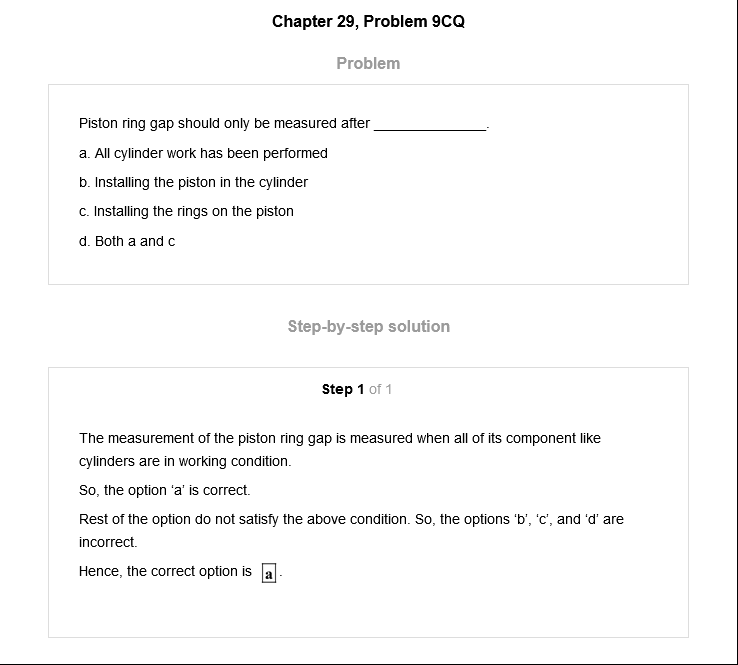 Chapter 29, Problem 9CQ
Problem
Piston ring gap should only be measured after _______________.
a. All cylinder work has been performed
b. Installing the piston in the cylinder
c. Installing the rings on the piston
d. Both a and c
Step-by-step solution
Step 1 of 1
The measurement of the piston ring gap is measured when all of its component like
cylinders are in working condition.
So, the option ‘a’ is correct.
Rest of the option do not satisfy the above condition. So, the options ‘b’, ‘c’, and ‘d’ are
incorrect.
Hence, the correct option is a.